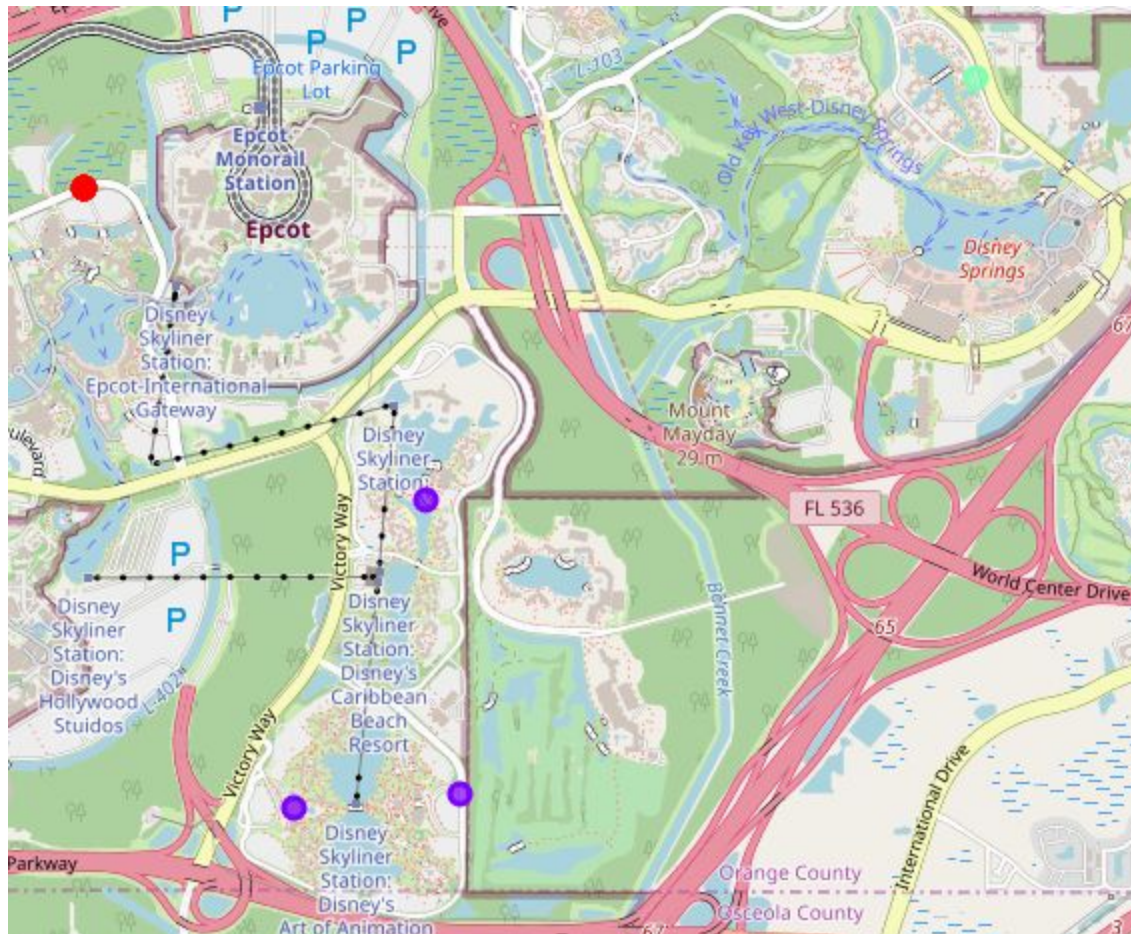 Drive
P
P
P
P
Epcot Parking
Lot
L-103
Epcot
Monorail
Station
Old Key West-Disney Springs
Epcot
Disney
Springs
67
Disney
Skyliner
Station:
Epcot-International
Gateway
Mount
Mayday
29 m
Disney
Skyliner
Station:
oulevard
FL 536
Victory Way
P
World Center Drive
Disney
Skyliner
Station:
Disney's
Hollywood
Stuidos
P
Disney
Skyliner
Station:
Disney's
Caribbean
Beach
Resort
Bonnet Creek
65
L-402
Victory Way
International Drive
Disney
Skyliner
Station:
Disney's
Art of Animation
Parkway
Orange County
Osceola County
67
3